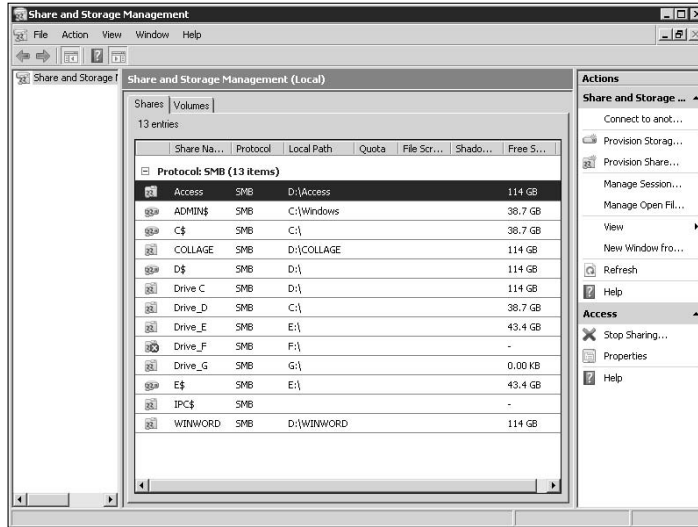 Share and Storage Management
File Action View Window Help
Share and Storage M
Share and Storage Management (Local)
Shares Volumes
13 entries
Share Na... Protocol Local Path Quota File Scr... Shado... Free S...
Protocol: SMB (13 items)
Access SMB D:\Access 114 GB
ADMIN$ SMB C:\Windows 38.7 GB
C$ SMB C:\ 38.7 GB
COLLAGE SMB D:\COLLAGE 114 GB
D$ SMB D:\ 114 GB
Drive C SMB D:\ 114 GB
Drive_D SMB C:\ 38.7 GB
Drive_E SMB E:\ 43.4 GB
Drive_F SMB F:\ -
Drive_G SMB G:\ 0.00 KB
E$ SMB E:\ 43.4 GB
IPC$ SMB -
WINWORD SMB D:\WINWORD 114 GB
Actions
Share and Storage ...
Connect to anot...
Provision Storag...
Provision Share...
Manage Session...
Manage Open Fil...
View
New Window fro...
Refresh
Help
Access
Stop Sharing...
Properties
Help